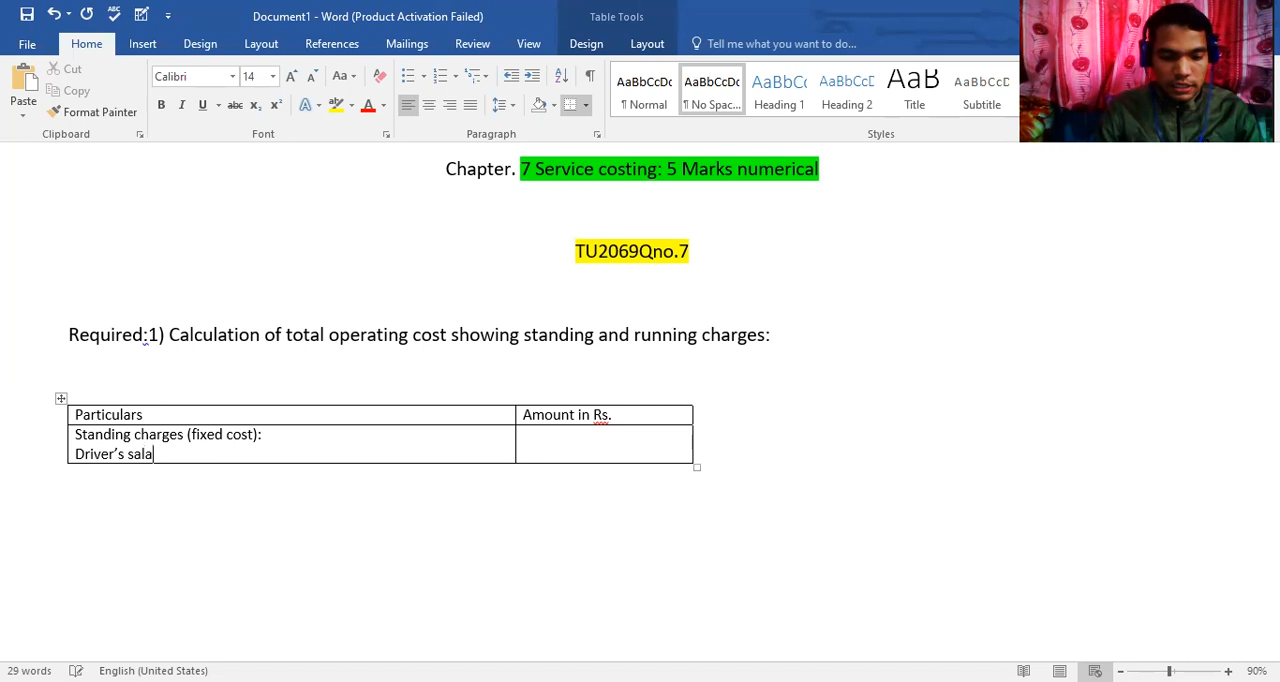 Document1 - Word (Product Activation Failed)
Table Tools
File
Home
Insert
Design
Layout
References
Mailings
Review
View
Design
Layout
Tell me what you want to do...
Paste
Cut
Copy
Format Painter
Clipboard
Calibri
14
Font
Paragraph
AaBbCcDc
¶ Normal
AaBbCcDc
¶ No Spac...
AaBbCc
Heading 1
AaBbCcE
Heading 2
AaB
Title
AaBbCcD
Subtitle
Styles
Chapter. 7 Service costing: 5 Marks numerical
TU2069Qno.7
Required:1) Calculation of total operating cost showing standing and running charges:
Particulars
Amount in Rs.
Standing charges (fixed cost):
Driver’s sala
29 words
English (United States)
90%